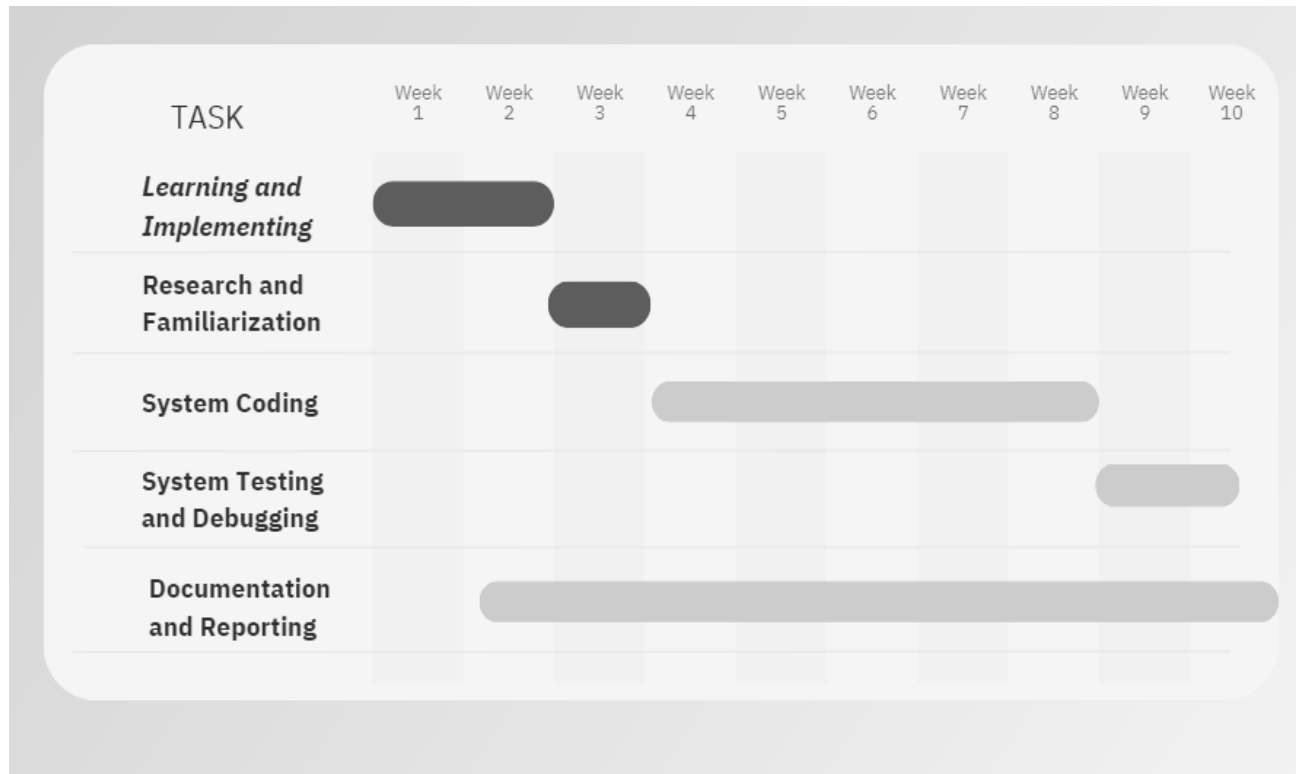 TASK
Week 1
Week 2
Week 3
Week 4
Week 5
Week 6
Week 7
Week 8
Week 9
Week 10
Learning and
Implementing
Research and
Familiarization
System Coding
System Testing
and Debugging
Documentation
and Reporting